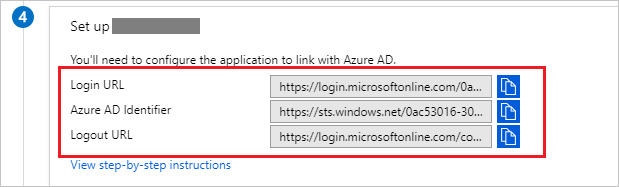 4
Set up
You'll need to configure the application to link with Azure AD.
Login URL https://login.microsoftonline.com/0a...
Azure AD Identifier https://sts.windows.net/0ac53016-30...
Logout URL https://login.microsoftonline.com/co...
View step-by-step instructions